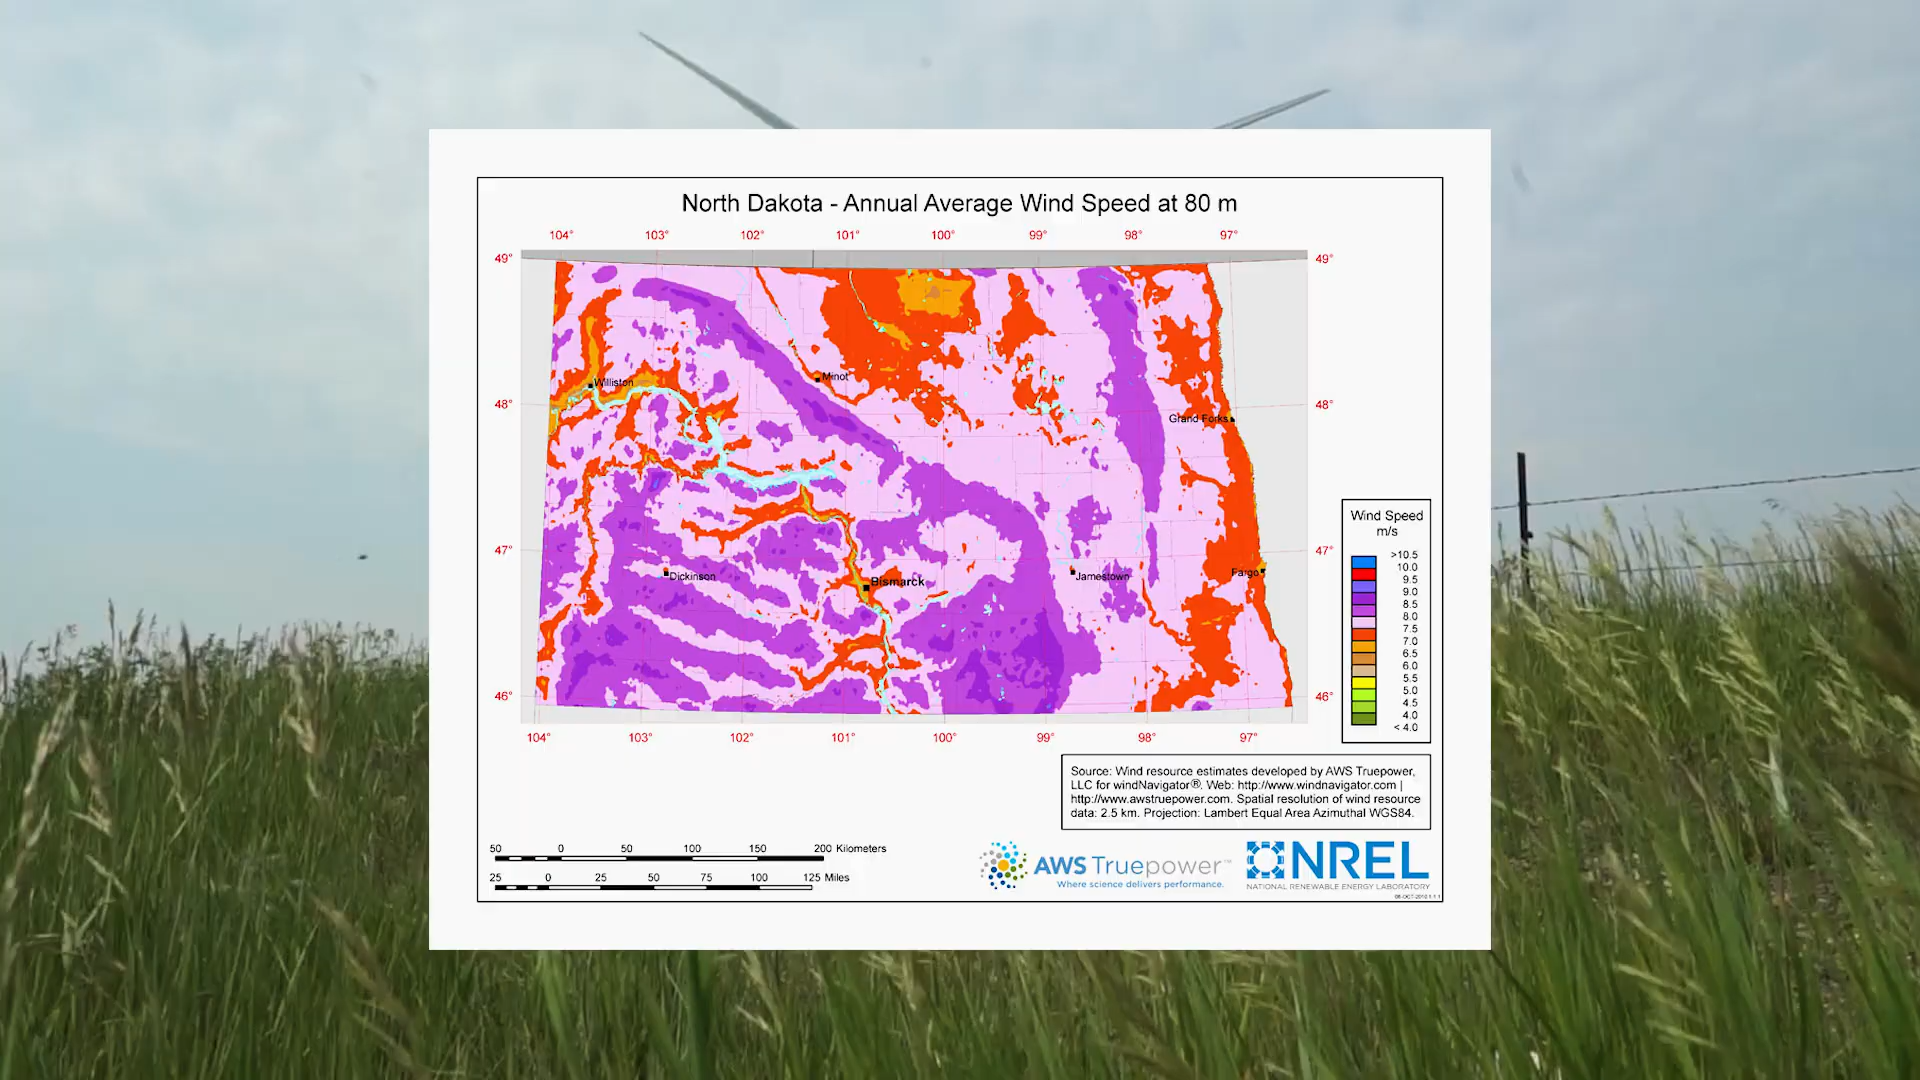 North Dakota - Annual Average Wind Speed at 80 m
104° 103° 102° 101° 100° 99° 98° 97°
49° 49°
Williston
Minot
48° 48°
Grand Forks
47° 47°
Dickinson
Bismarck
Jamestown
Fargo
46° 46°
104° 103° 102° 101° 100° 99° 98° 97°
Wind Speed
m/s
>10.5
10.0
9.5
9.0
8.5
8.0
7.5
7.0
6.5
6.0
5.5
5.0
4.5
4.0
< 4.0
Source: Wind resource estimates developed by AWS Truepower,
LLC for windNavigator®. Web: http://www.windnavigator.com |
http://www.awstruepower.com. Spatial resolution of wind resource
data: 2.5 km. Projection: Lambert Equal Area Azimuthal WGS84.
50 0 50 100 150 200 Kilometers
25 0 25 50 75 100 125 Miles
AWS Truepower™
Where science delivers performance.
NREL
NATIONAL RENEWABLE ENERGY LABORATORY